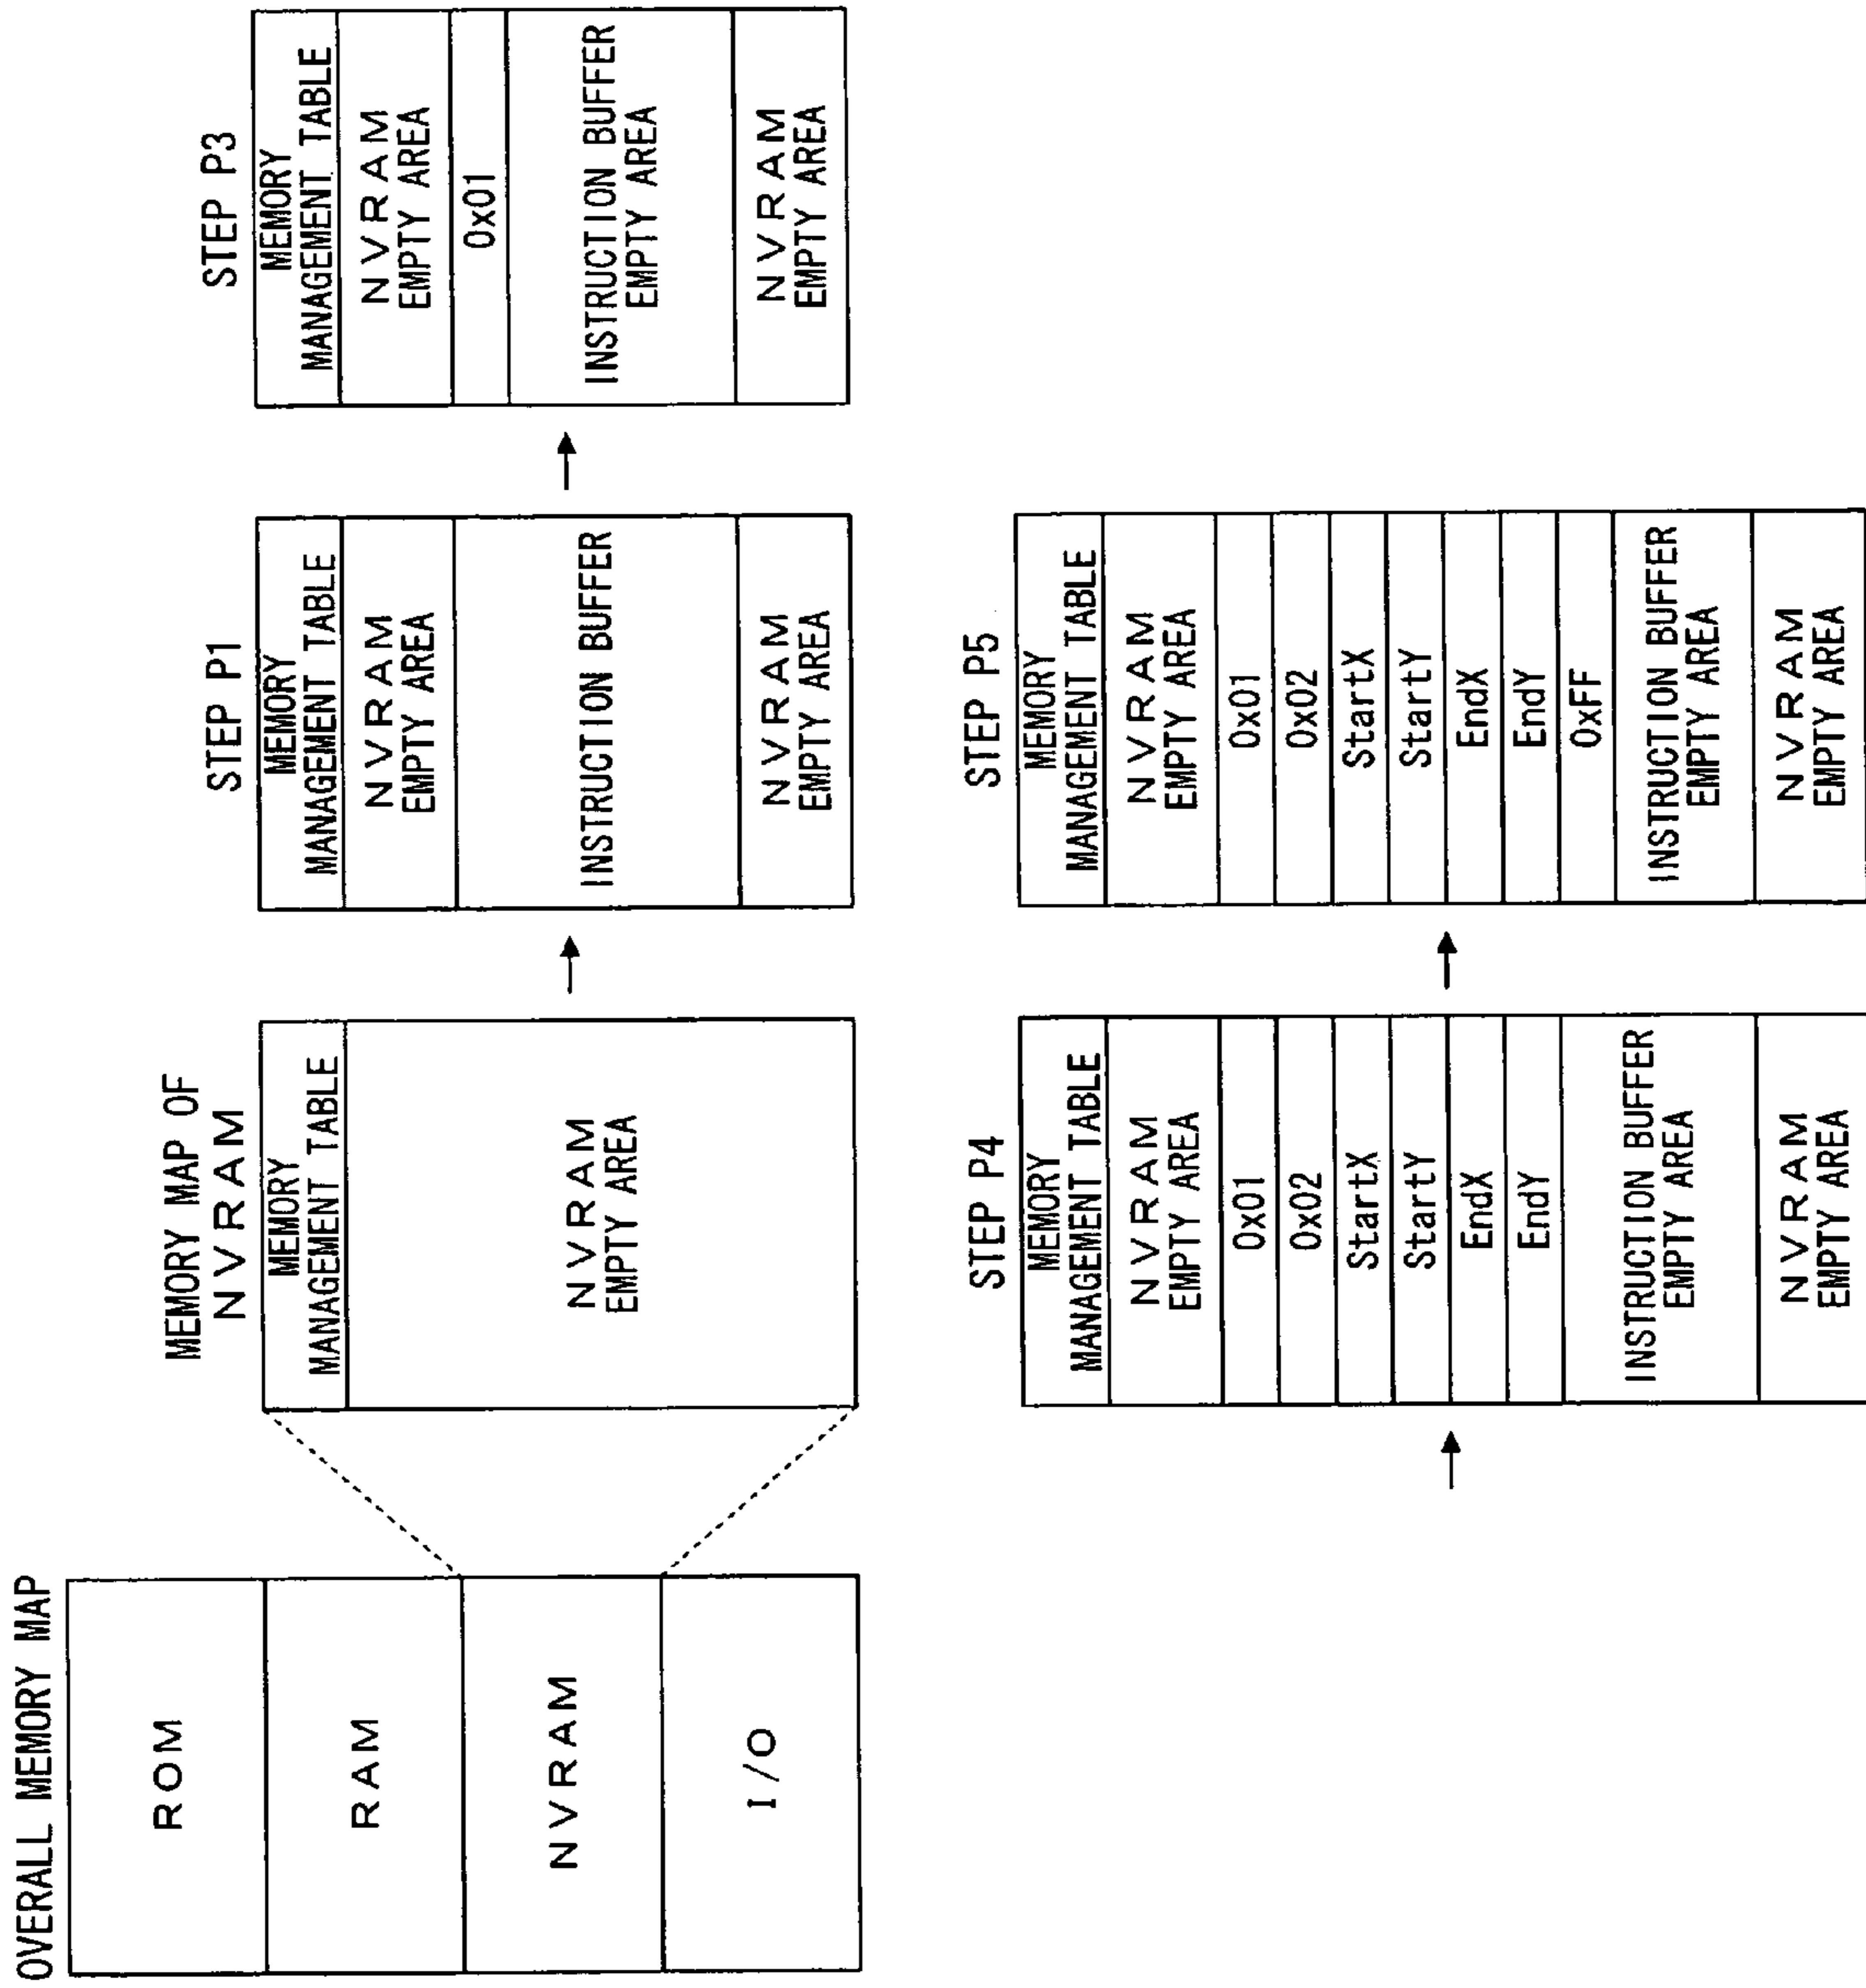 OVERALL MEMORY MAP
ROM
RAM
NVRAM
I/O
MEMORY MAP OF
NVRAM
MEMORY
MANAGEMENT TABLE
NVRAM
EMPTY AREA
STEP P1
MEMORY
MANAGEMENT TABLE
NVRAM
EMPTY AREA
INSTRUCTION BUFFER
NVRAM
EMPTY AREA
STEP P3
MEMORY
MANAGEMENT TABLE
NVRAM
EMPTY AREA
0x01
INSTRUCTION BUFFER
EMPTY AREA
NVRAM
EMPTY AREA
STEP P4
MEMORY
MANAGEMENT TABLE
NVRAM
EMPTY AREA
0x01
0x02
StartX
StartY
EndX
EndY
INSTRUCTION BUFFER
EMPTY AREA
NVRAM
EMPTY AREA
STEP P5
MEMORY
MANAGEMENT TABLE
NVRAM
EMPTY AREA
0x01
0x02
StartX
StartY
EndX
EndY
0xFF
INSTRUCTION BUFFER
EMPTY AREA
NVRAM
EMPTY AREA